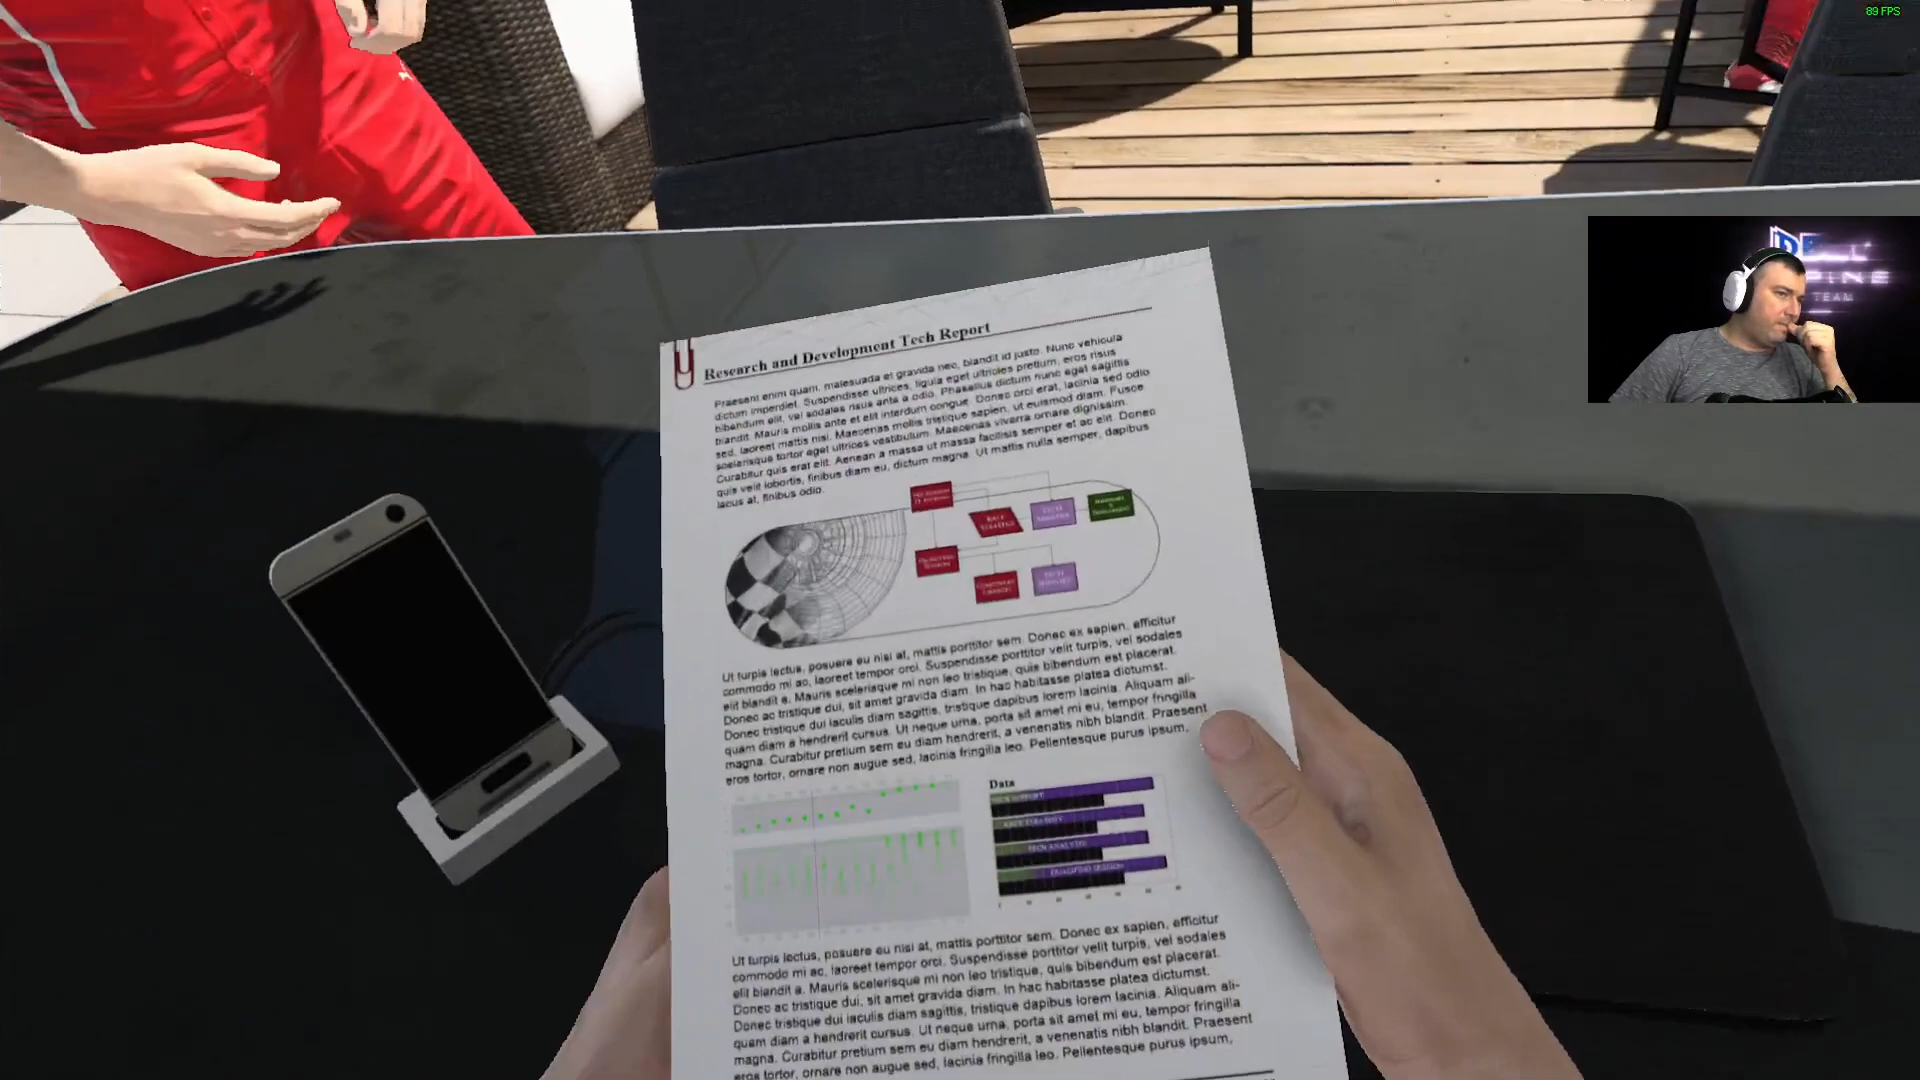 89 FPS
Research and Development Tech Report
Praesent enim quam, malesuada et gravida nec, blandit id justo. Nunc vehicula
dictum imperdiet. Suspendisse ultrices, ligula eget ultricies pretium, eros risus
bibendum elit, vel sodales risus ante a odio. Phasellus dictum nunc eget sagittis
blandit. Mauris mollis ante et elit interdum congue. Donec orci erat, lacinia sed odio
sed, laoreet mattis nisi. Maecenas mollis tristique sapien, ut euismod diam. Fusce
scelerisque tortor eget ultrices vestibulum. Maecenas viverra ornare dignissim.
Curabitur quis erat elit. Aenean a massa ut massa facilisis semper et ac elit. Donec
quis velit lobortis, finibus diam eu, dictum magna. Ut mattis nulla semper, dapibus
lacus at, finibus odio.
RACE
STRATEGY
Ut turpis lectus, posuere eu nisi at, mattis porttitor sem. Donec ex sapien, efficitur
commodo mi ac, laoreet tempor orci. Suspendisse porttitor velit turpis, vel sodales
elit blandit a. Mauris scelerisque mi non leo tristique, quis bibendum est placerat.
Donec ac tristique dui, sit amet gravida diam. In hac habitasse platea dictumst.
Donec tristique dui iaculis diam sagittis, tristique dapibus lorem lacinia. Aliquam ali-
quam diam a hendrerit cursus. Ut neque urna, porta sit amet mi eu, tempor fringilla
magna. Curabitur pretium sem eu diam hendrerit, a venenatis nibh blandit. Praesent
eros tortor, ornare non augue sed, lacinia fringilla leo. Pellentesque purus ipsum,
Data
RACE STRATEGY
TECH ANALYSIS
QUALIFYING SESSION
Ut turpis lectus, posuere eu nisi at, mattis porttitor sem. Donec ex sapien, efficitur
commodo mi ac, laoreet tempor orci. Suspendisse porttitor velit turpis, vel sodales
elit blandit a. Mauris scelerisque mi non leo tristique, quis bibendum est placerat.
Donec ac tristique dui, sit amet gravida diam. In hac habitasse platea dictumst.
Donec tristique dui iaculis diam sagittis, tristique dapibus lorem lacinia. Aliquam ali-
quam diam a hendrerit cursus. Ut neque urna, porta sit amet mi eu, tempor fringilla
magna. Curabitur pretium sem eu diam hendrerit, a venenatis nibh blandit. Praesent
eros tortor, ornare non augue sed, lacinia fringilla leo. Pellentesque purus ipsum,
TEAM